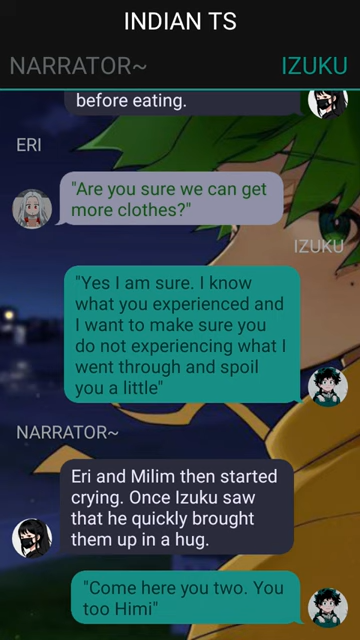 INDIAN TS
NARRATOR~ IZUKU
before eating.
ERI
"Are you sure we can get
more clothes?"
IZUKU
"Yes I am sure. I know
what you experienced and
I want to make sure you
do not experiencing what I
went through and spoil
you a little"
NARRATOR~
Eri and Milim then started
crying. Once Izuku saw
that he quickly brought
them up in a hug.
"Come here you two. You
too Himi"